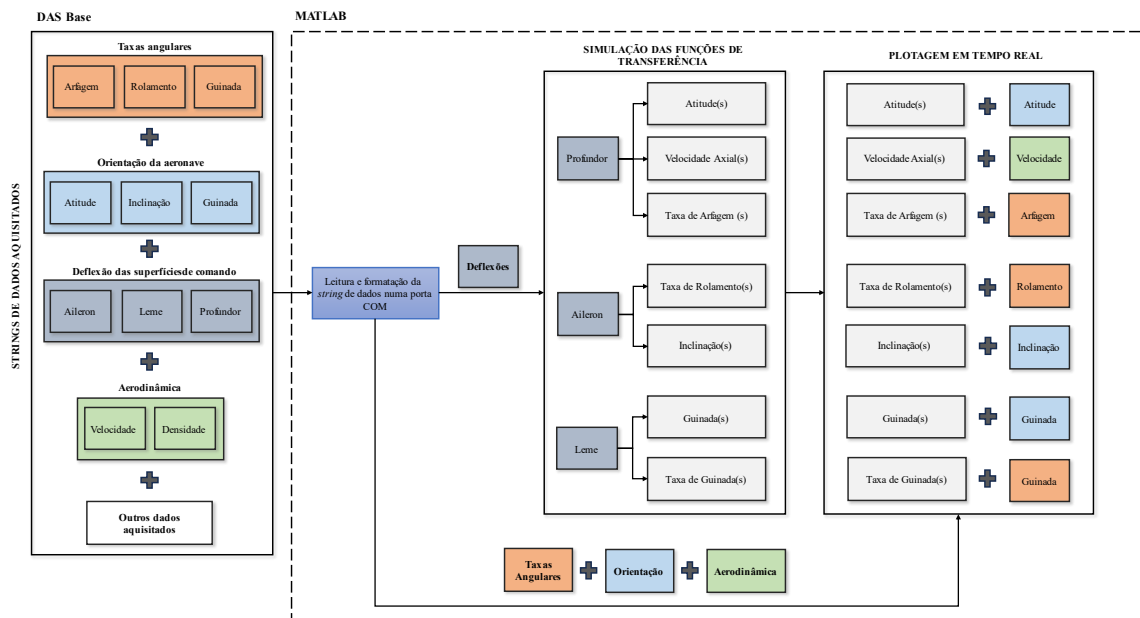 DAS Base
MATLAB
STRINGS DE DADOS AQUISITADOS
Taxas angulares
Arfagem
Rolamento
Guinada
Orientação da aeronave
Atitude
Inclinação
Guinada
Deflexão das superfíciesde comando
Aileron
Leme
Profundor
Aerodinâmica
Velocidade
Densidade
Outros dados
aquisitados
Leitura e formatação da
string de dados numa porta
COM
Deflexões
SIMULAÇÃO DAS FUNÇÕES DE
TRANSFERÊNCIA
Profundor
Atitude(s)
Velocidade Axial(s)
Taxa de Arfagem (s)
Aileron
Taxa de Rolamento(s)
Inclinação(s)
Leme
Guinada(s)
Taxa de Guinada(s)
PLOTAGEM EM TEMPO REAL
Atitude(s)
Atitude
Velocidade Axial(s)
Velocidade
Taxa de Arfagem (s)
Arfagem
Taxa de Rolamento(s)
Rolamento
Inclinação(s)
Inclinação
Guinada(s)
Guinada
Taxa de Guinada(s)
Guinada
Taxas
Angulares
Orientação
Aerodinâmica